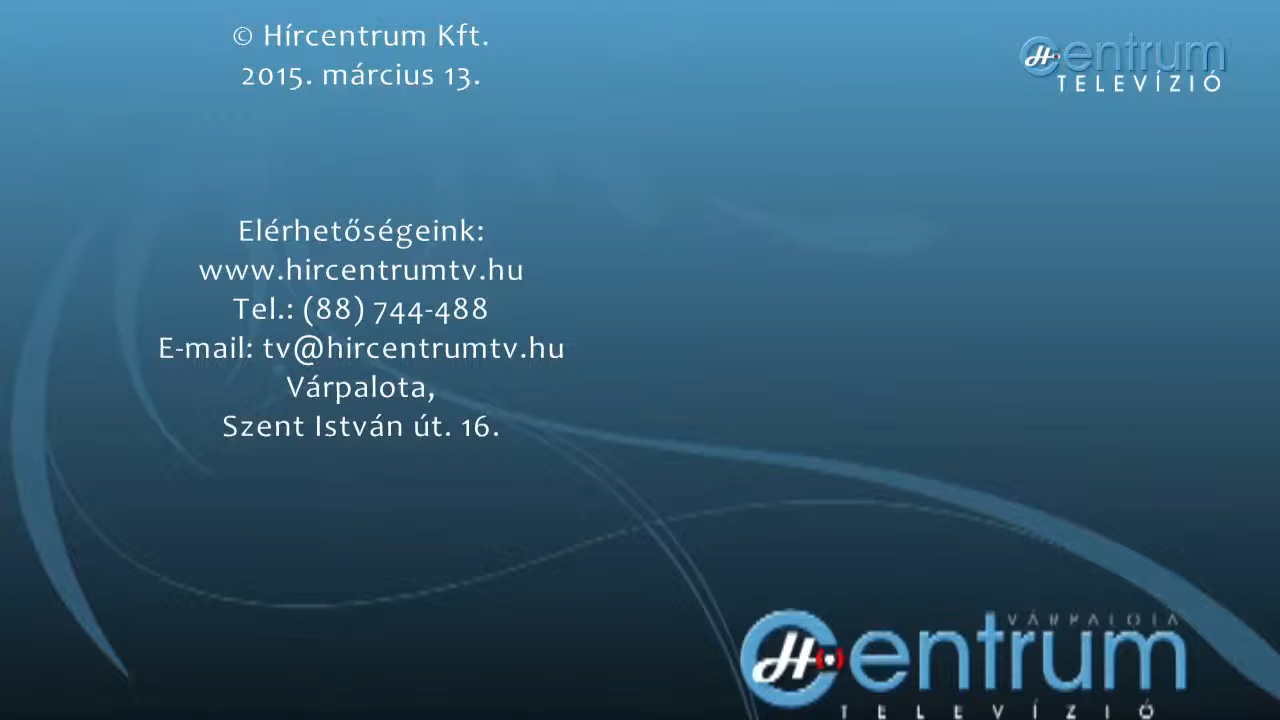 © Hírcentrum Kft.
2015. március 13.
Centrum
TELEVÍZIÓ
Elérhetőségeink:
www.hircentrumtv.hu
Tel.: (88) 744-488
E-mail: tv@hircentrumtv.hu
Várpalota,
Szent István út. 16.
VÁRPALOTA
H Centrum
TELEVÍZIÓ